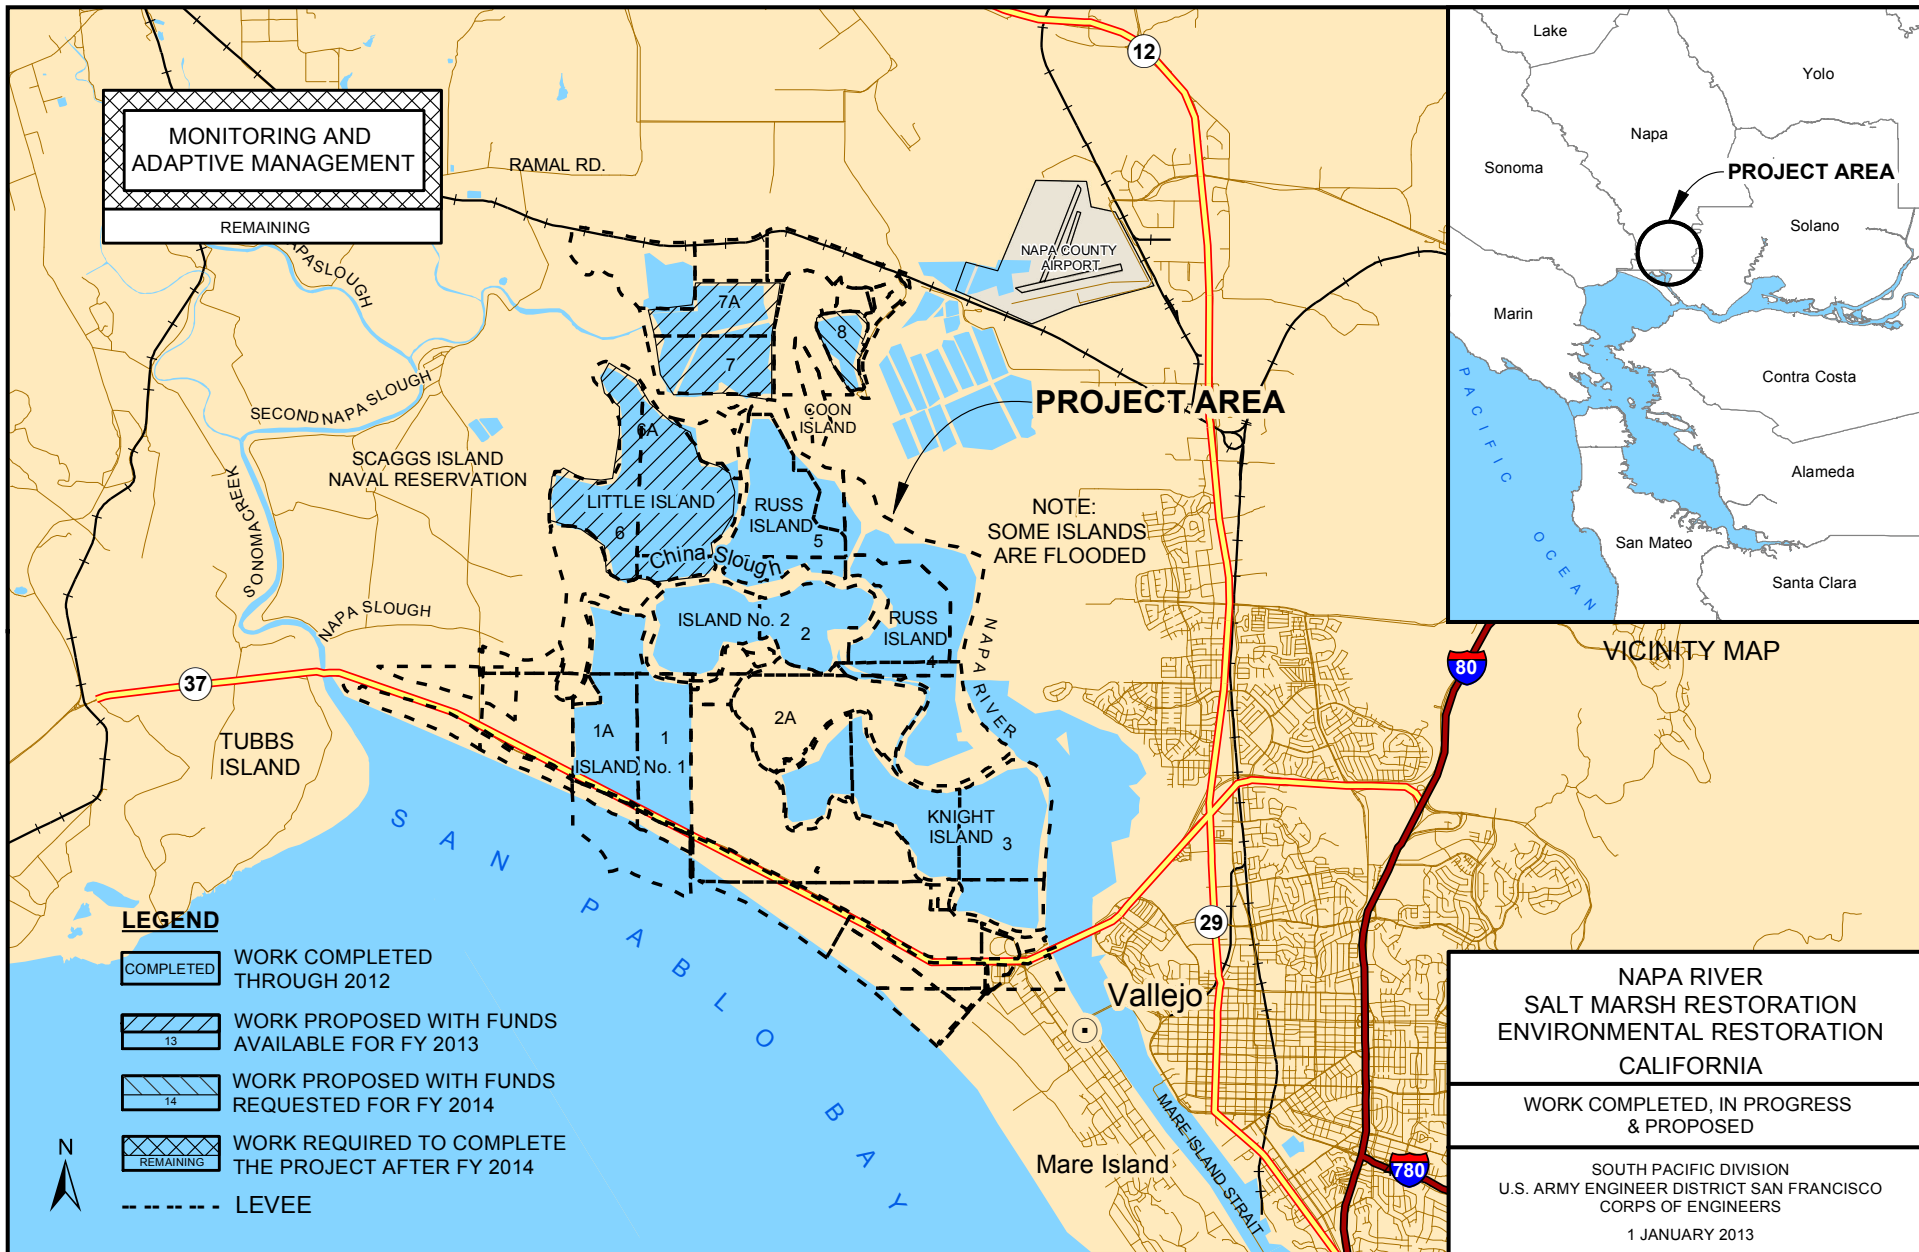 MONITORING AND
ADAPTIVE MANAGEMENT
REMAINING
RAMAL RD.
12
NAPA COUNTY
AIRPORT
NAPA SLOUGH
SECOND NAPA SLOUGH
SCAGGS ISLAND
NAVAL RESERVATION
SONOMA CREEK
NAPA SLOUGH
7A
7
8
COON
ISLAND
PROJECT AREA
6A
LITTLE ISLAND
6
RUSS
ISLAND
5
China Slough
NOTE:
SOME ISLANDS
ARE FLOODED
ISLAND No. 2
2
RUSS
ISLAND
4
NAPA RIVER
37
TUBBS
ISLAND
1A
1
ISLAND No. 1
2A
KNIGHT
ISLAND
3
SAN PABLO BAY
29
80
780
Vallejo
Mare Island
MARE ISLAND STRAIT
LEGEND
COMPLETED
WORK COMPLETED
THROUGH 2012
13
WORK PROPOSED WITH FUNDS
AVAILABLE FOR FY 2013
14
WORK PROPOSED WITH FUNDS
REQUESTED FOR FY 2014
REMAINING
WORK REQUIRED TO COMPLETE
THE PROJECT AFTER FY 2014
LEVEE
N
Lake
Yolo
Napa
Sonoma
PROJECT AREA
Solano
Marin
Contra Costa
PACIFIC OCEAN
Alameda
San Mateo
Santa Clara
VICINITY MAP
NAPA RIVER
SALT MARSH RESTORATION
ENVIRONMENTAL RESTORATION
CALIFORNIA
WORK COMPLETED, IN PROGRESS
& PROPOSED
SOUTH PACIFIC DIVISION
U.S. ARMY ENGINEER DISTRICT SAN FRANCISCO
CORPS OF ENGINEERS
1 JANUARY 2013